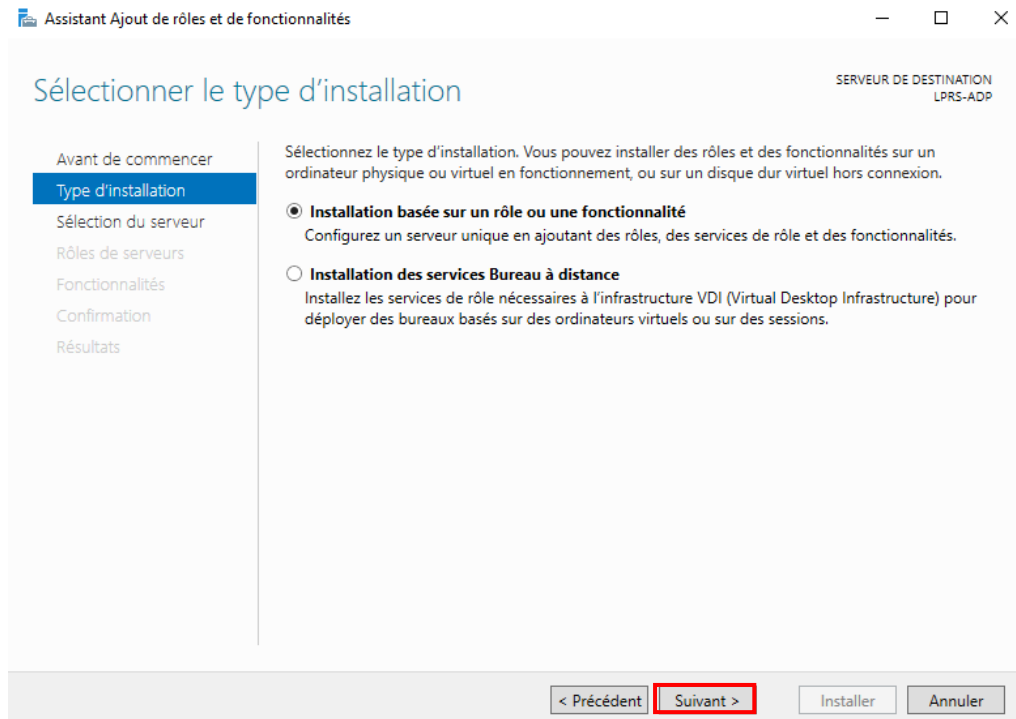 Assistant Ajout de rôles et de fonctionnalités
Sélectionner le type d'installation
SERVEUR DE DESTINATION
LPRS-ADP
Avant de commencer
Type d'installation
Sélection du serveur
Rôles de serveurs
Fonctionnalités
Confirmation
Résultats
Sélectionnez le type d'installation. Vous pouvez installer des rôles et des fonctionnalités sur un
ordinateur physique ou virtuel en fonctionnement, ou sur un disque dur virtuel hors connexion.
Installation basée sur un rôle ou une fonctionnalité
Configurez un serveur unique en ajoutant des rôles, des services de rôle et des fonctionnalités.
Installation des services Bureau à distance
Installez les services de rôle nécessaires à l'infrastructure VDI (Virtual Desktop Infrastructure) pour
déployer des bureaux basés sur des ordinateurs virtuels ou sur des sessions.
< Précédent
Suivant >
Installer
Annuler